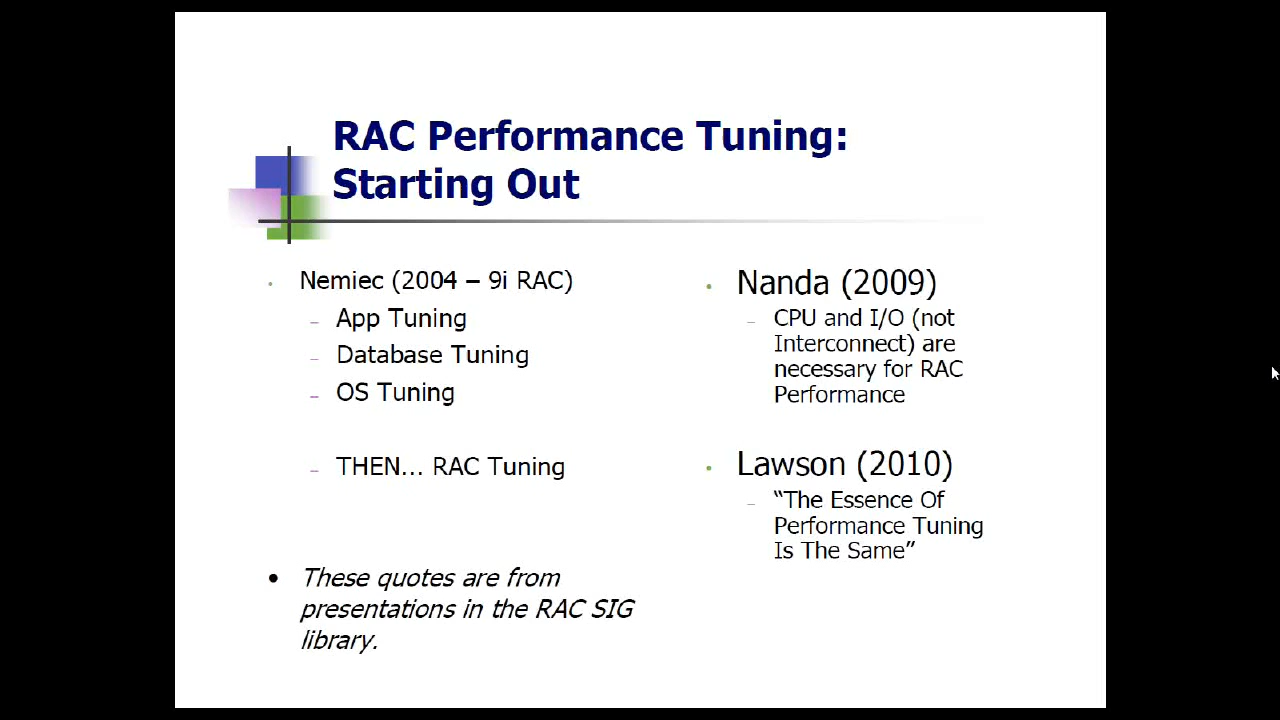 RAC Performance Tuning:
Starting Out
• Nemiec (2004 – 9i RAC)
– App Tuning
– Database Tuning
– OS Tuning
– THEN... RAC Tuning
• These quotes are from
presentations in the RAC SIG
library.
• Nanda (2009)
– CPU and I/O (not
Interconnect) are
necessary for RAC
Performance
• Lawson (2010)
– “The Essence Of
Performance Tuning
Is The Same”